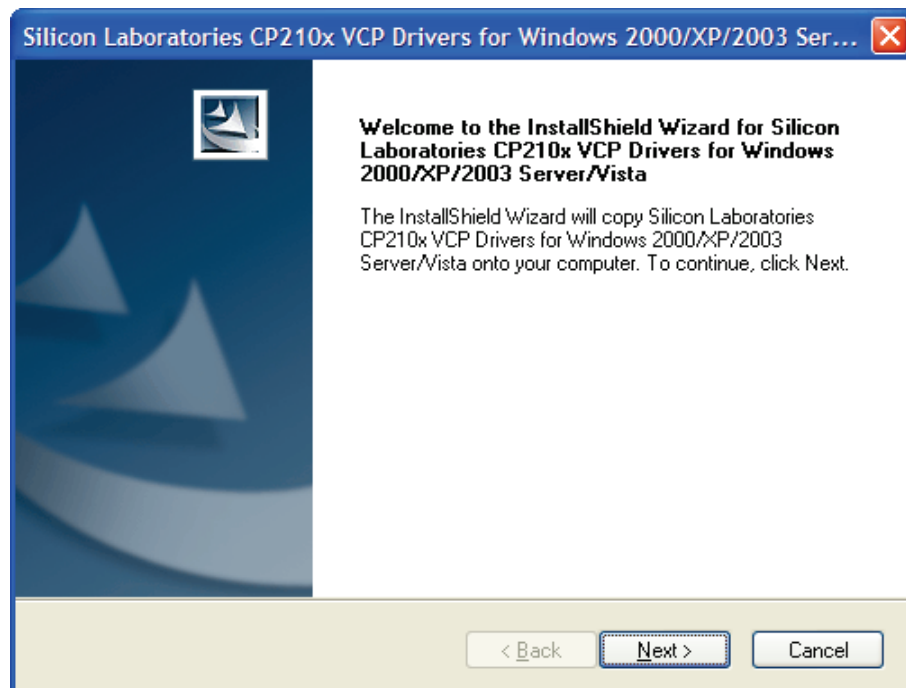 Silicon Laboratories CP210x VCP Drivers for Windows 2000/XP/2003 Ser...
Welcome to the InstallShield Wizard for Silicon
Laboratories CP210x VCP Drivers for Windows
2000/XP/2003 Server/Vista
The InstallShield Wizard will copy Silicon Laboratories
CP210x VCP Drivers for Windows 2000/XP/2003
Server/Vista onto your computer. To continue, click Next.
< Back
Next >
Cancel